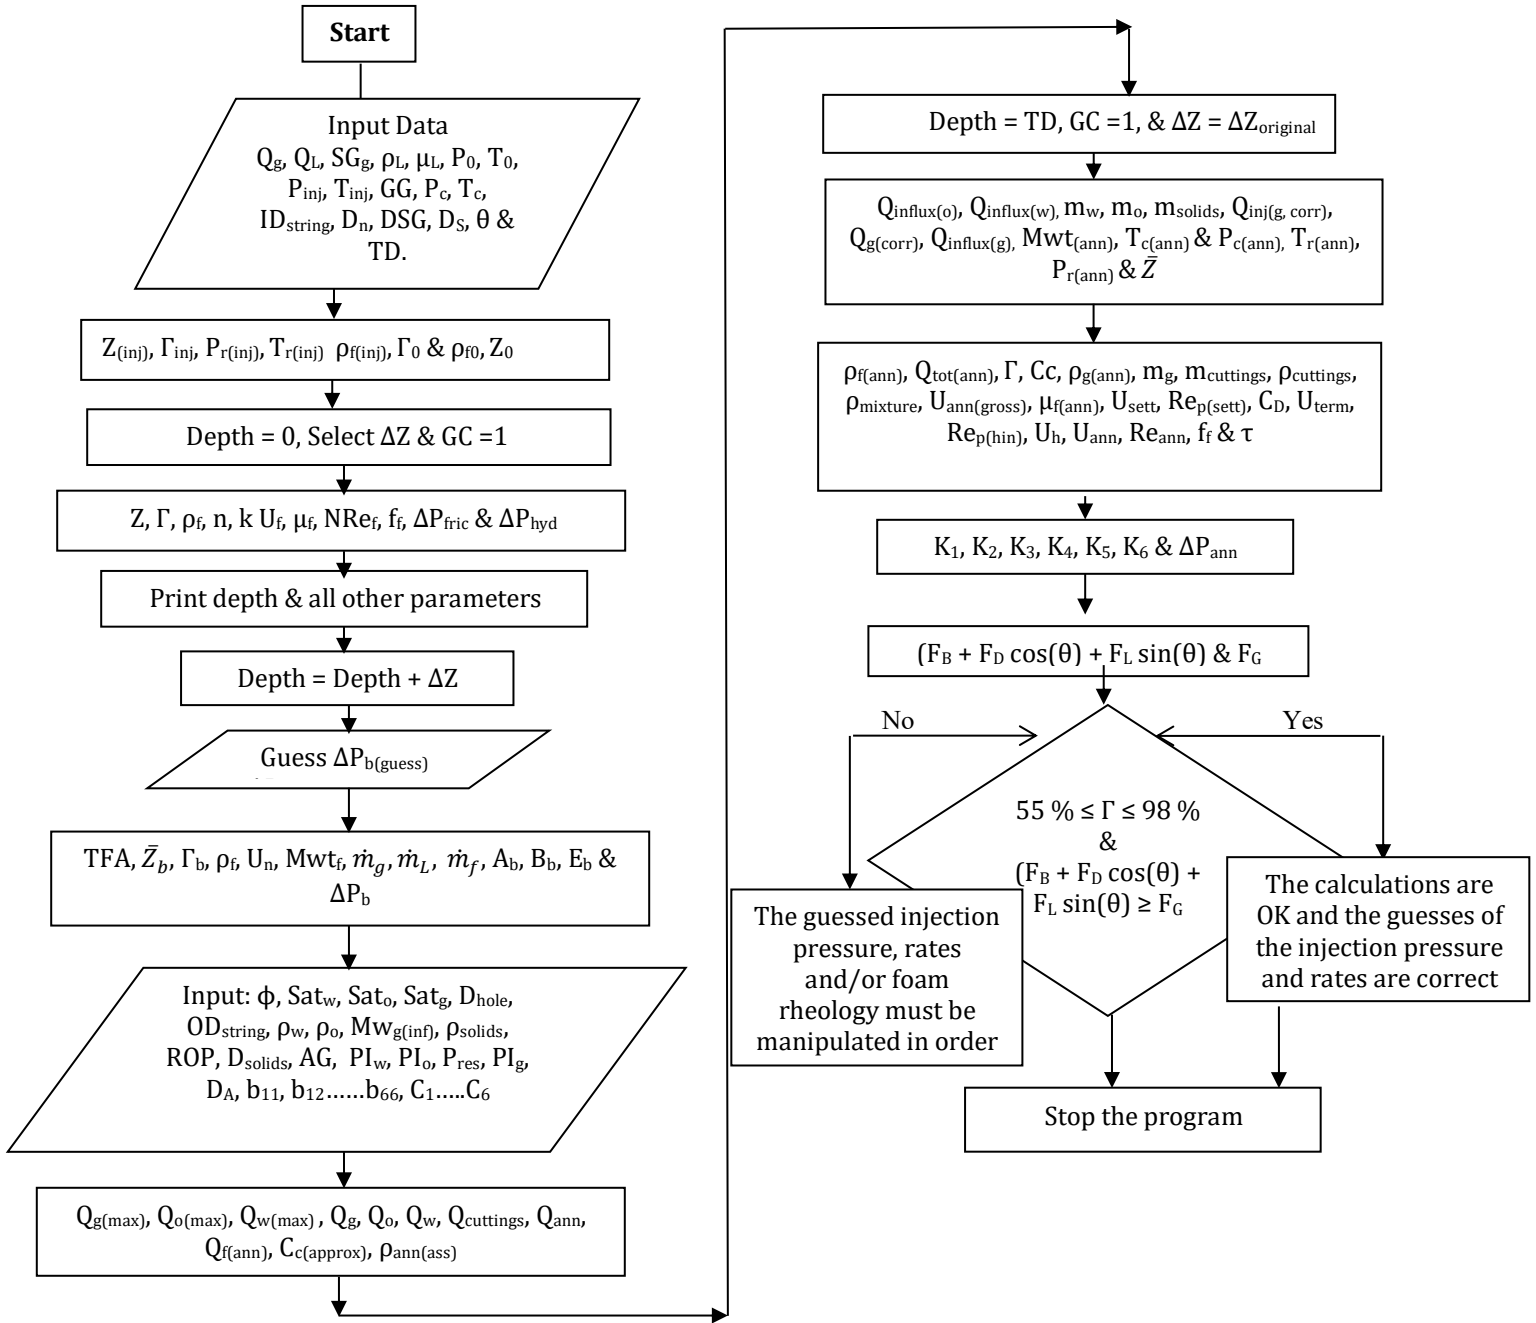 Start
Input Data
Qg, QL, SGg, ρL, μL, P0, T0,
Pinj, Tinj, GG, Pc, Tc,
IDstring, Dn, DSG, DS, θ &
TD.
Z(inj), Γinj, Pr(inj), Tr(inj) ρf(inj), Γ0 & ρf0, Z0
Depth = 0, Select ΔZ & GC =1
Z, Γ, ρf, n, k Uf, μf, NRef, ff, ΔPfric & ΔPhyd
Print depth & all other parameters
Depth = Depth + ΔZ
Guess ΔPb(guess)
TFA, Z̄b, Γb, ρf, Un, Mwtf, ṁg, ṁL, ṁf, Ab, Bb, Eb &
ΔPb
Input: ϕ, Satw, Sato, Satg, Dhole,
ODstring, ρw, ρo, Mwg(inf), ρsolids,
ROP, Dsolids, AG, PIw, PIo, Pres, PIg,
DA, b11, b12……b66, C1…..C6
Qg(max), Qo(max), Qw(max) , Qg, Qo, Qw, Qcuttings, Qann,
Qf(ann), Cc(approx), ρann(ass)
Depth = TD, GC =1, & ΔZ = ΔZoriginal
Qinflux(o), Qinflux(w), mw, mo, msolids, Qinj(g, corr),
Qg(corr), Qinflux(g), Mwt(ann), Tc(ann) & Pc(ann), Tr(ann),
Pr(ann) & Z̄
ρf(ann), Qtot(ann), Γ, Cc, ρg(ann), mg, mcuttings, ρcuttings,
ρmixture, Uann(gross), μf(ann), Usett, Rep(sett), CD, Uterm,
Rep(hin), Uh, Uann, Reann, ff & τ
K1, K2, K3, K4, K5, K6 & ΔPann
(FB + FD cos(θ) + FL sin(θ) & FG
No
Yes
55 % ≤ Γ ≤ 98 %
&
(FB + FD cos(θ) +
FL sin(θ) ≥ FG
The guessed injection
pressure, rates
and/or foam
rheology must be
manipulated in order
The calculations are
OK and the guesses of
the injection pressure
and rates are correct
Stop the program